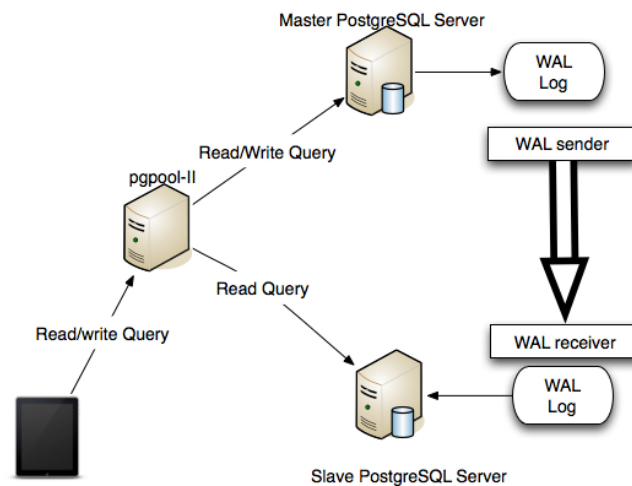 Master PostgreSQL Server
WAL
Log
WAL sender
Read/Write Query
pgpool-II
Read Query
Read/write Query
WAL receiver
WAL
Log
Slave PostgreSQL Server